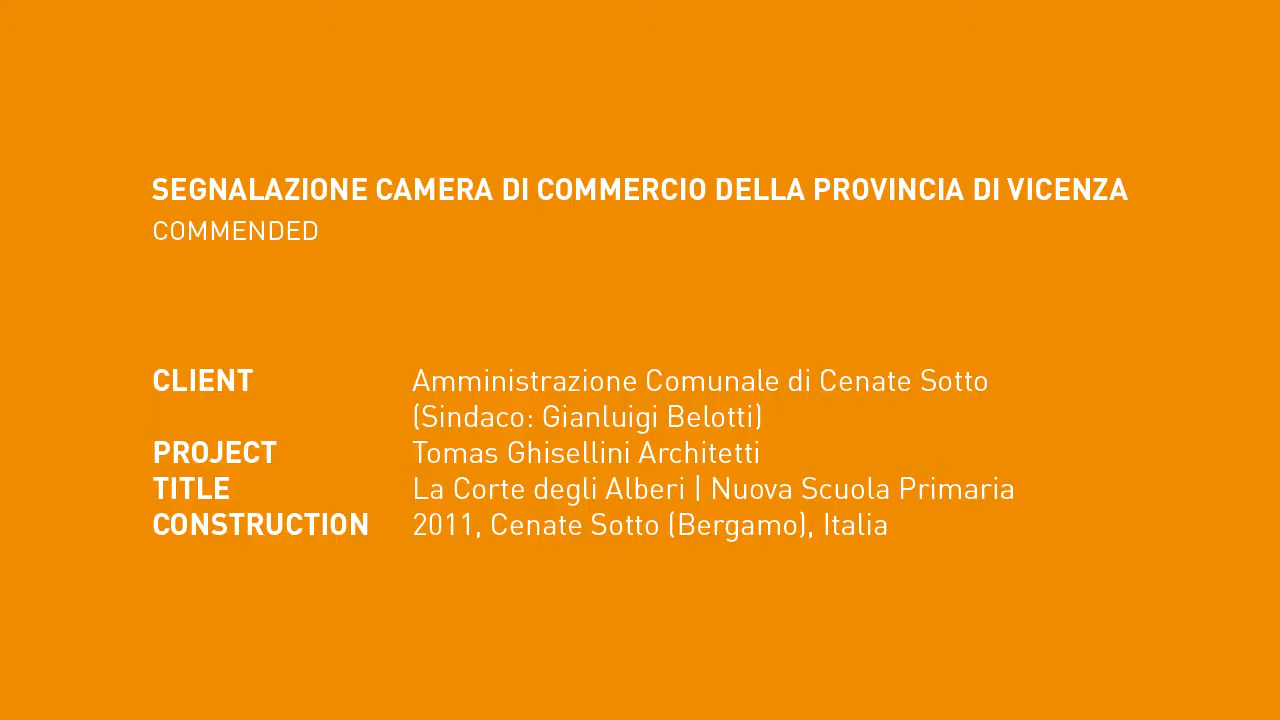 SEGNALAZIONE CAMERA DI COMMERCIO DELLA PROVINCIA DI VICENZA
COMMENDED
CLIENT Amministrazione Comunale di Cenate Sotto
(Sindaco: Gianluigi Belotti)
PROJECT Tomas Ghisellini Architetti
TITLE La Corte degli Alberi | Nuova Scuola Primaria
CONSTRUCTION 2011, Cenate Sotto (Bergamo), Italia